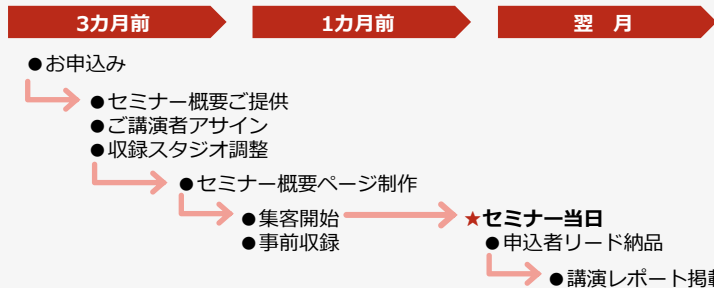 3カ月前
1カ月前
翌 月
●お申込み
●セミナー概要ご提供
●ご講演者アサイン
●収録スタジオ調整
●セミナー概要ページ制作
●集客開始
●事前収録
★セミナー当日
●申込者リード納品
●講演レポート掲載